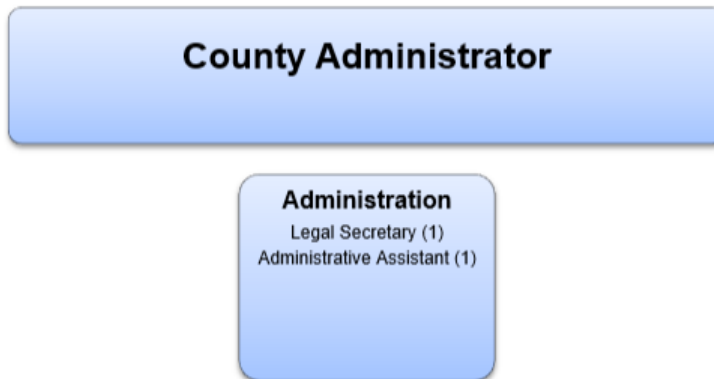 County Administrator
Administration
Legal Secretary (1)
Administrative Assistant (1)